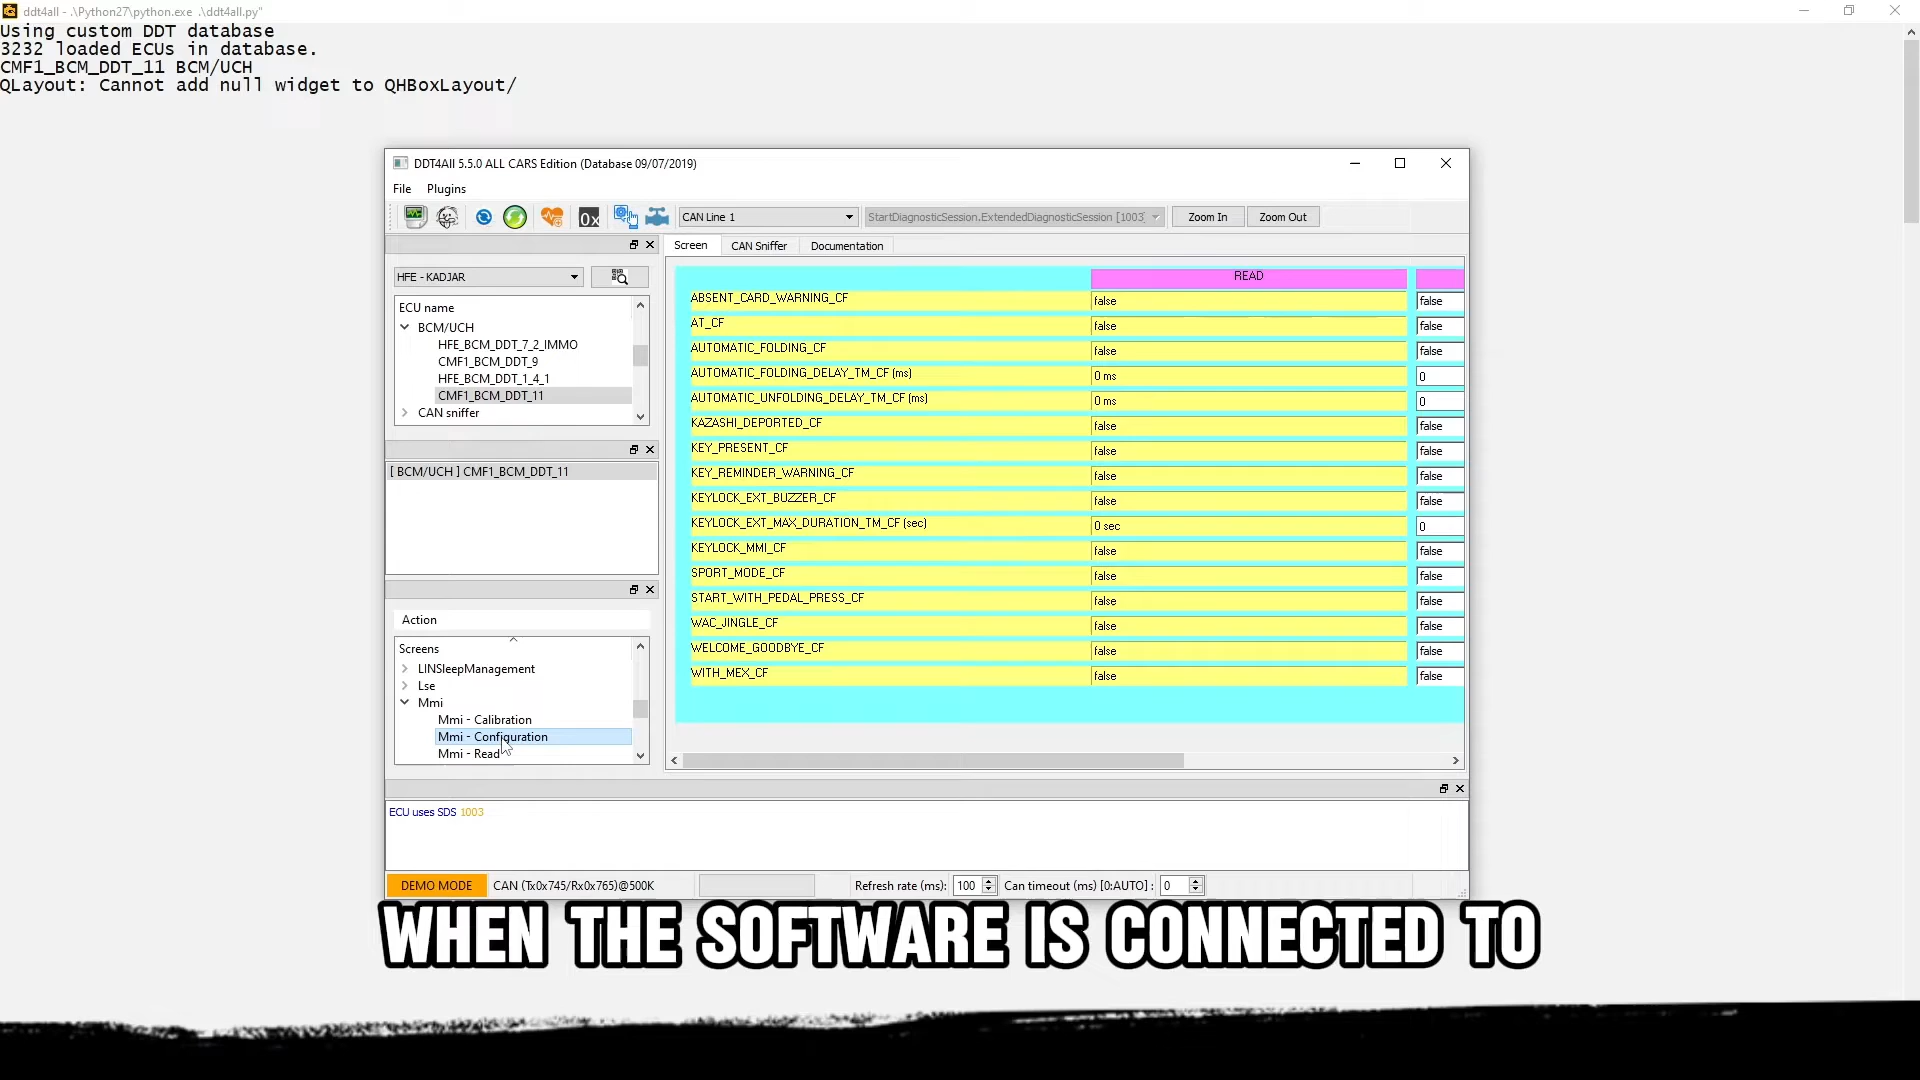 ddt4all - .\Python27\python.exe .\ddt4all.py"
Using custom DDT database
3232 loaded ECUs in database.
CMF1_BCM_DDT_11 BCM/UCH
QLayout: Cannot add null widget to QHBoxLayout/
DDT4All 5.5.0 ALL CARS Edition (Database 09/07/2019)
File Plugins
0x CAN Line 1 StartDiagnosticSession.ExtendedDiagnosticSession [1003] Zoom In Zoom Out
Screen CAN Sniffer Documentation
HFE - KADJAR
ECU name
BCM/UCH
HFE_BCM_DDT_7_2_IMMO
CMF1_BCM_DDT_9
HFE_BCM_DDT_1_4_1
CMF1_BCM_DDT_11
CAN sniffer
[ BCM/UCH ] CMF1_BCM_DDT_11
Action
Screens
LINSleepManagement
Lse
Mmi
Mmi - Calibration
Mmi - Configuration
Mmi - Read
READ
ABSENT_CARD_WARNING_CF false false
AT_CF false false
AUTOMATIC_FOLDING_CF false false
AUTOMATIC_FOLDING_DELAY_TM_CF (ms) 0 ms 0
AUTOMATIC_UNFOLDING_DELAY_TM_CF (ms) 0 ms 0
KAZASHI_DEPORTED_CF false false
KEY_PRESENT_CF false false
KEY_REMINDER_WARNING_CF false false
KEYLOCK_EXT_BUZZER_CF false false
KEYLOCK_EXT_MAX_DURATION_TM_CF (sec) 0 sec 0
KEYLOCK_MMI_CF false false
SPORT_MODE_CF false false
START_WITH_PEDAL_PRESS_CF false false
WAC_JINGLE_CF false false
WELCOME_GOODBYE_CF false false
WITH_MEX_CF false false
ECU uses SDS 1003
DEMO MODE CAN (Tx0x745/Rx0x765)@500K Refresh rate (ms): 100 Can timeout (ms) [0:AUTO] : 0
WHEN THE SOFTWARE IS CONNECTED TO